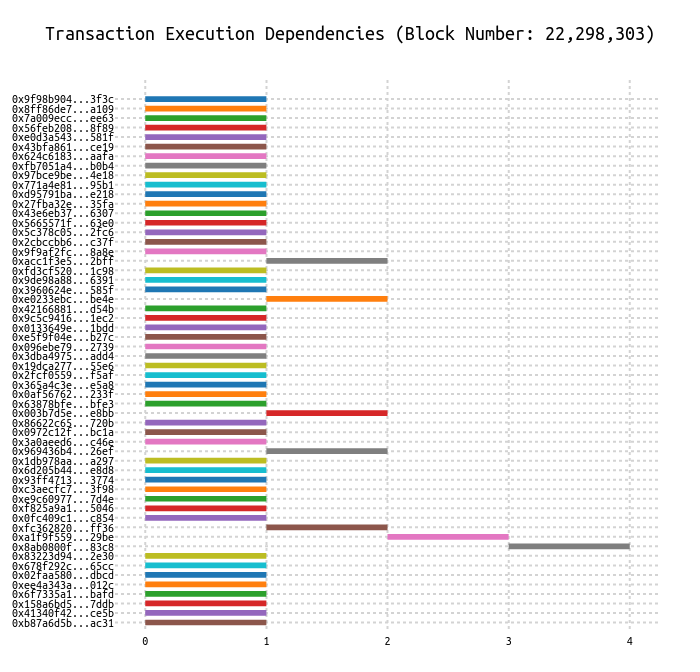 Transaction Execution Dependencies (Block Number: 22,298,303)
0x9f98b904...3f3c
0x8ff86de7...a109
0x7a009ecc...ee63
0x56feb208...8f89
0xe0d3a543...581f
0x43bfa861...ce19
0x624c6183...aafa
0xfb7051a4...b0b4
0x97bce9be...4e18
0x771a4e81...95b1
0xd95791ba...e218
0x27fba32e...35fa
0x43e6eb37...6307
0x5665571f...63e0
0x5c378c05...2fc6
0x2cbccbb6...c37f
0x9f9af2fc...8a8e
0xacc1f3e5...2bff
0xfd3cf520...1c98
0x9de98a88...6391
0x3960624e...585f
0xe0233ebc...be4e
0x42166881...d54b
0x9c5c9416...1ec2
0x0133649e...1bdd
0xe5f9f04e...b27c
0x096ebe79...2739
0x3dba4975...add4
0x19dca277...55e6
0x2fcf0559...f5af
0x365a4c3e...e5a8
0x0af56762...233f
0x63878bfe...bfe3
0x003b7d5e...e8bb
0x86622c65...720b
0x0972c12f...bc1a
0x3a0aeed6...c46e
0x969436b4...26ef
0x1db978aa...a297
0x6d205b44...e8d8
0x93ff4713...3774
0xc3aecfc7...3f98
0xe9c60977...7d4e
0xf825a9a1...5046
0x0fc409c1...c854
0xfc362820...ff36
0xa1f9f559...29be
0x8ab0800f...83c8
0x83223d94...2e30
0x678f292c...65cc
0x02faa580...dbcd
0xee4a343a...012c
0x6f7335a1...bafd
0x158a6bd5...7ddb
0x41340f42...ce5b
0xb87a6d5b...ac31
0 1 2 3 4